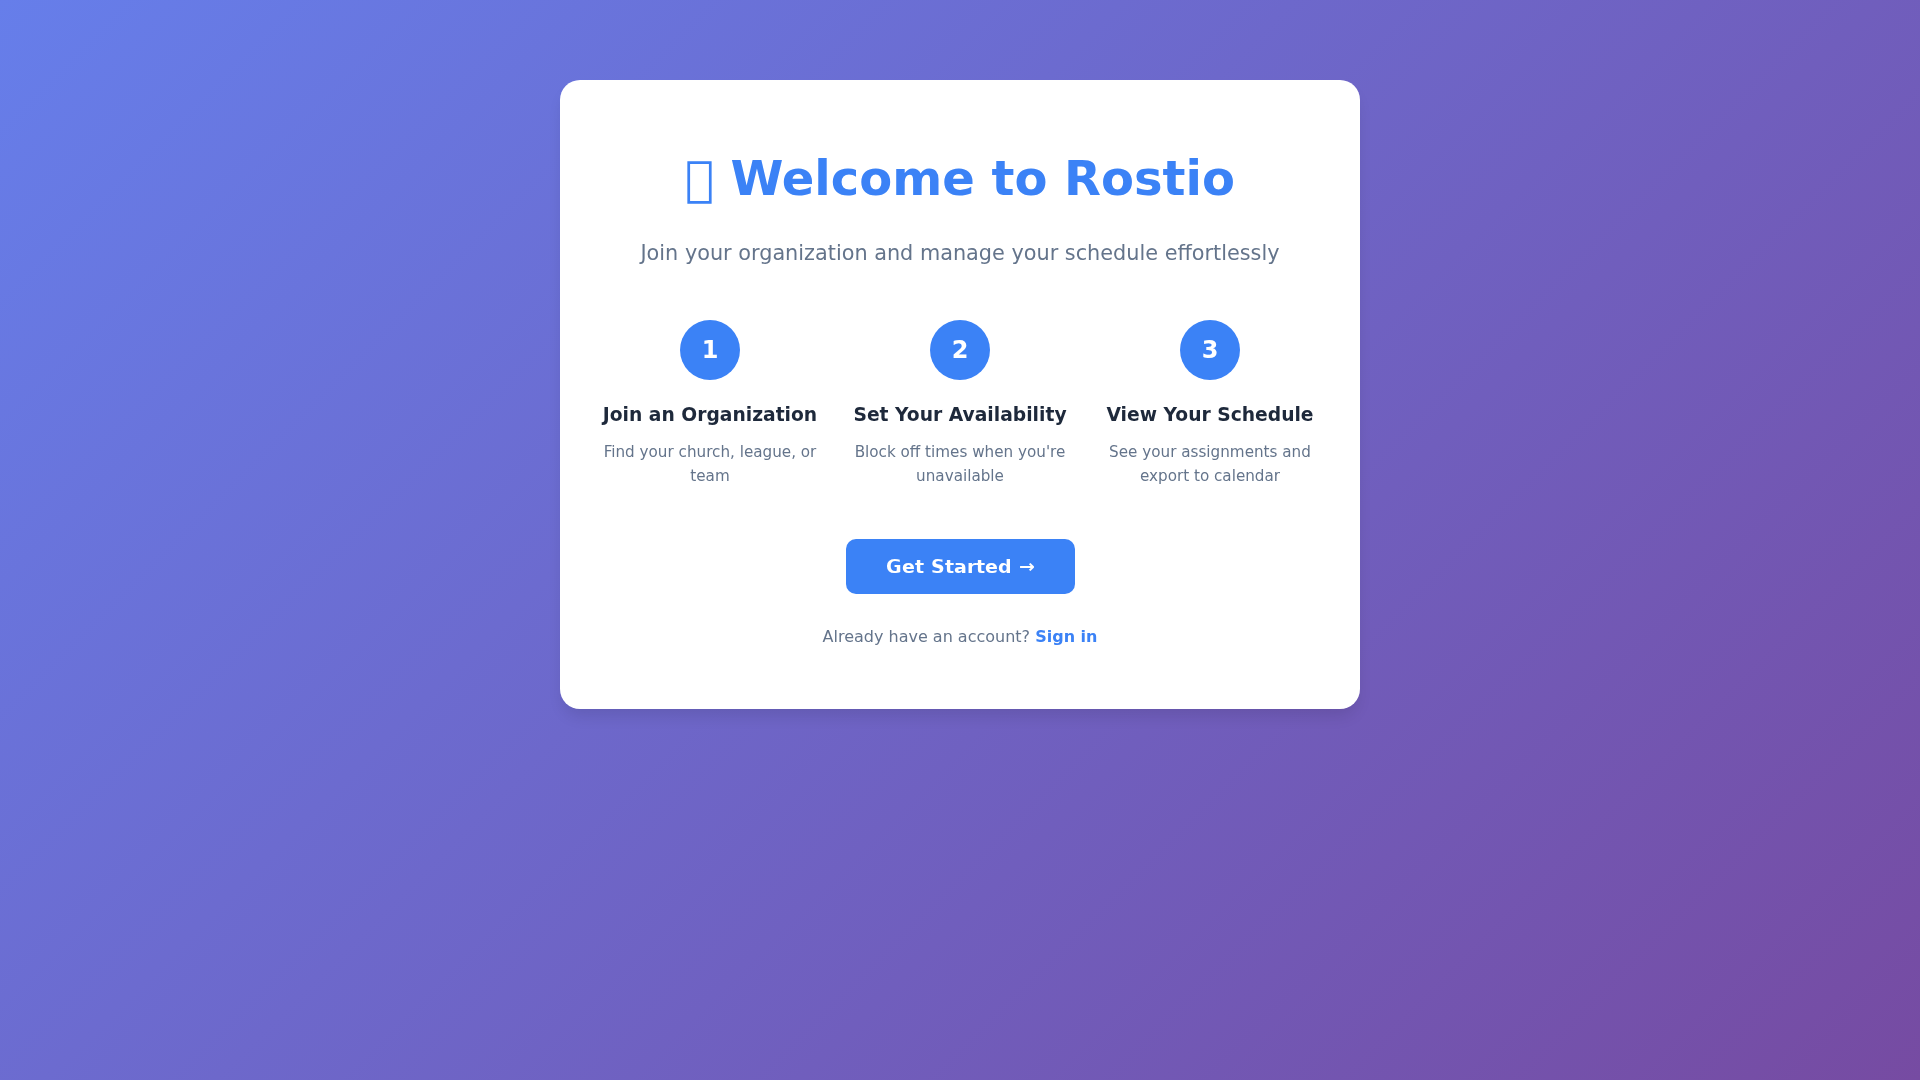 Welcome to Rostio
Join your organization and manage your schedule effortlessly
1
2
3
Join an Organization
Set Your Availability
View Your Schedule
Find your church, league, or
team
Block off times when you're
unavailable
See your assignments and
export to calendar
Get Started →
Already have an account? Sign in